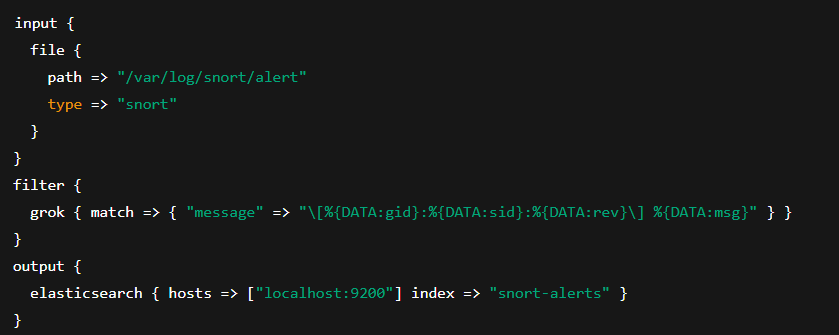 input {
  file {
    path => "/var/log/snort/alert"
    type => "snort"
  }
}
filter {
  grok { match => { "message" => "\[%{DATA:gid}:%{DATA:sid}:%{DATA:rev}\] %{DATA:msg}" } }
}
output {
  elasticsearch { hosts => ["localhost:9200"] index => "snort-alerts" }
}